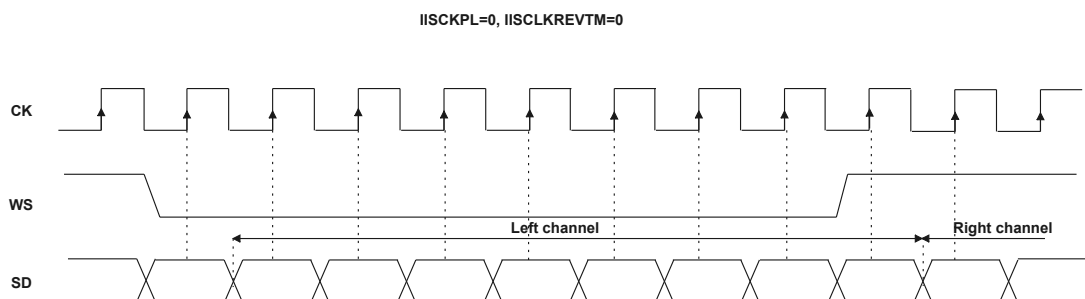 IISCKPL=0, IISCLKREVTM=0
CK
WS
Left channel
Right channel
SD